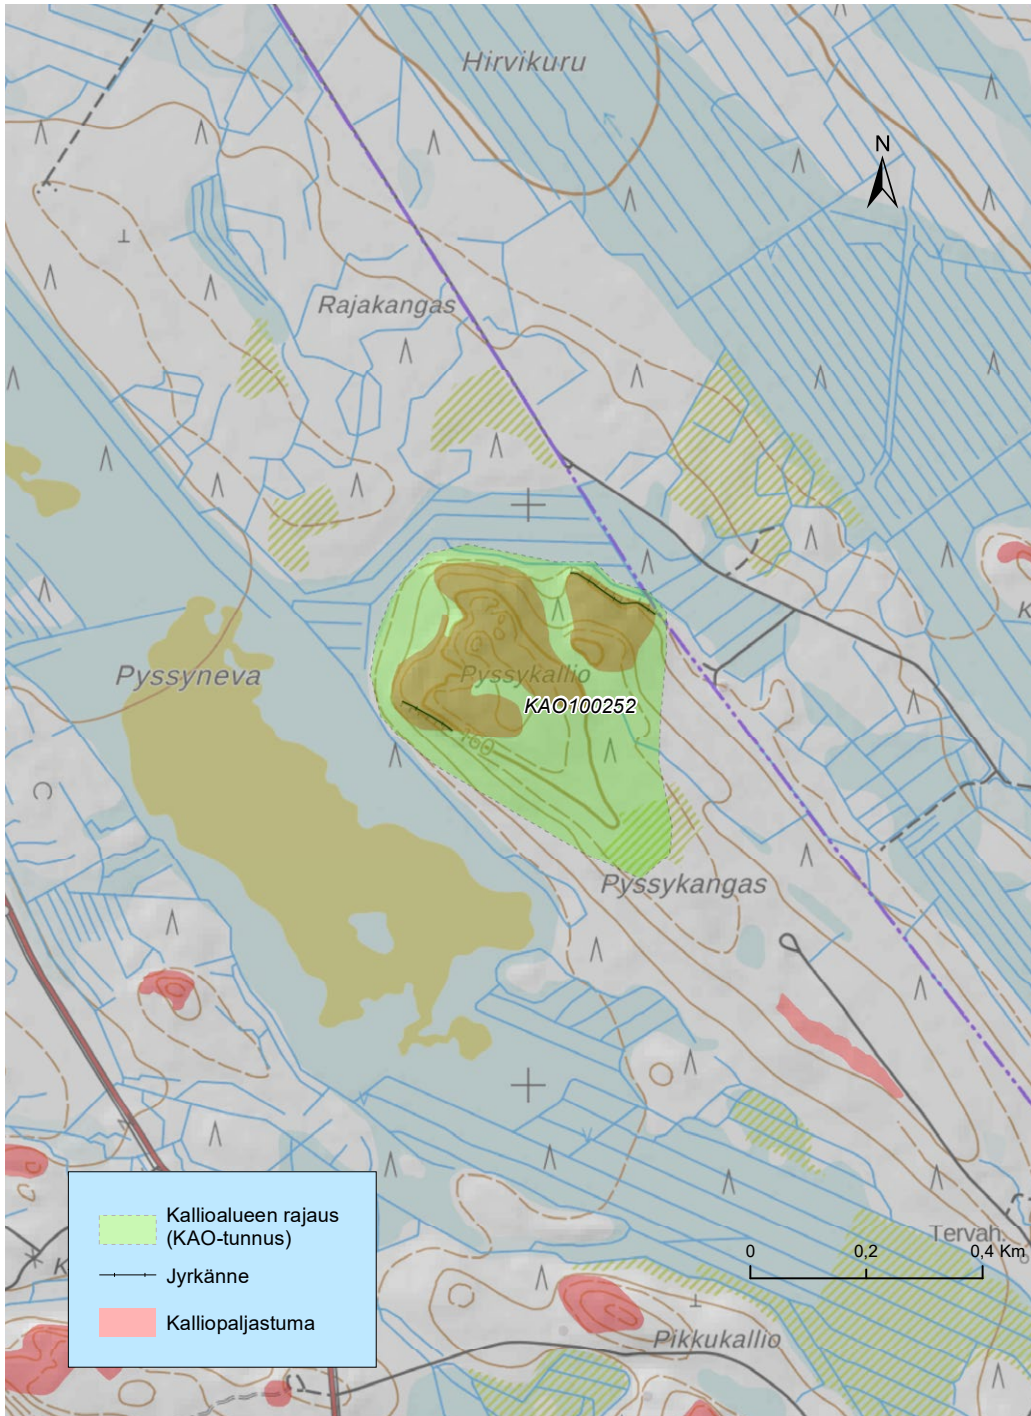 Hirvikuru
N
Rajakangas
K
Pyssyneva
Pyssykallio
KAO100252
160
Pyssykangas
Tervah.
0
0,2
0,4 Km
K
Pikkukallio
Kallioalueen rajaus
(KAO-tunnus)
Jyrkänne
Kalliopaljastuma